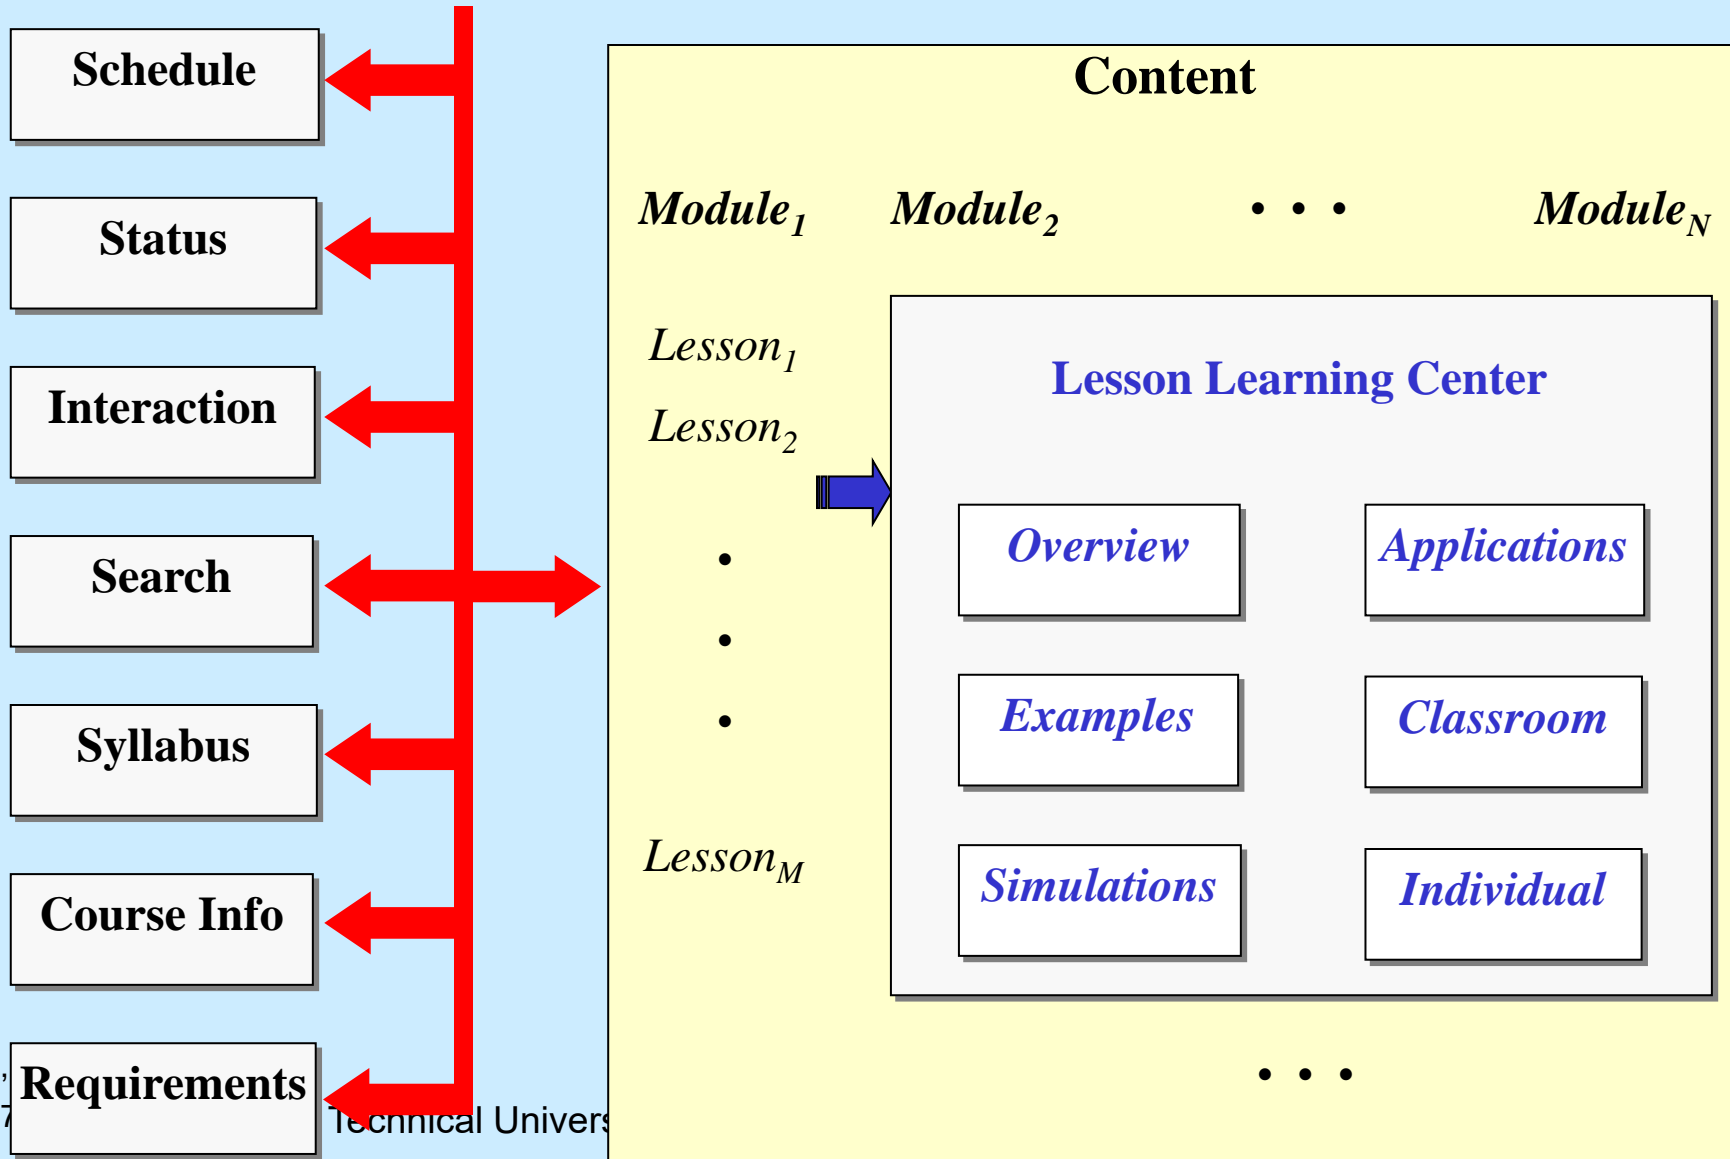 Schedule
Status
Interaction
Search
Syllabus
Course Info
Requirements
Technical
Content
Module1 Module2 • • • ModuleN
Lesson1
Lesson2
•
•
•
LessonM
Lesson Learning Center
Overview Applications
Examples Classroom
Simulations Individual
• • •